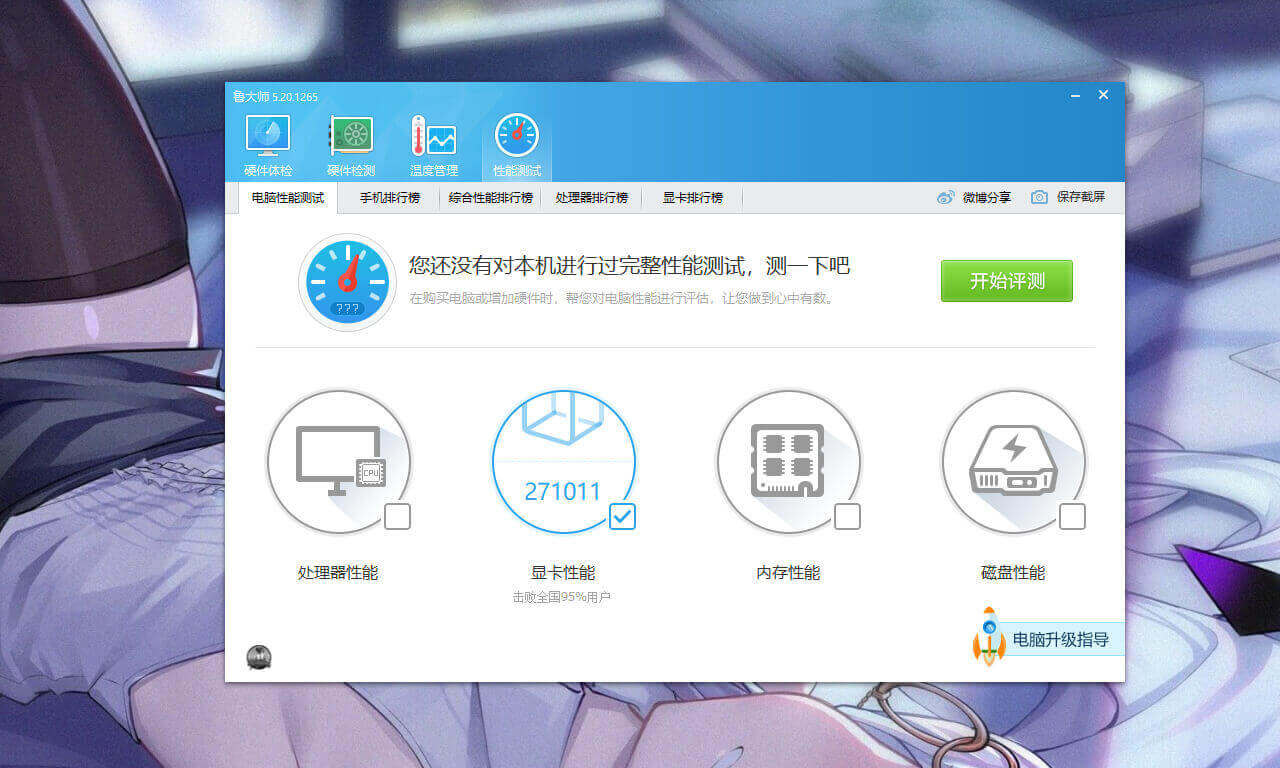 鲁大师 5.20.1265
硬件体检
硬件检测
温度管理
性能测试
电脑性能测试
手机排行榜
综合性能排行榜
处理器排行榜
显卡排行榜
微博分享
保存截屏
您还没有对本机进行过完整性能测试，测一下吧
在购买电脑或增加硬件时，帮您对电脑性能进行评估，让您做到心中有数。
???
开始评测
CPU
271011
处理器性能
显卡性能
内存性能
磁盘性能
击败全国95%用户
电脑升级指导